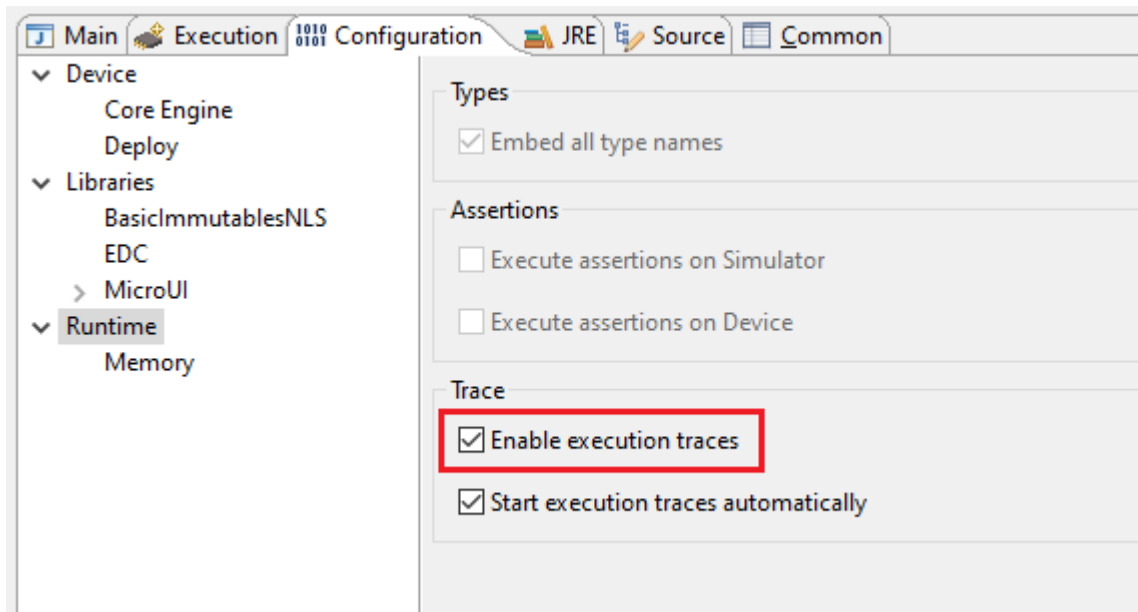 Main Execution Configuration JRE Source Common
Device
Core Engine
Deploy
Libraries
BasicImmutablesNLS
EDC
MicroUI
Runtime
Memory
Types
Embed all type names
Assertions
Execute assertions on Simulator
Execute assertions on Device
Trace
Enable execution traces
Start execution traces automatically